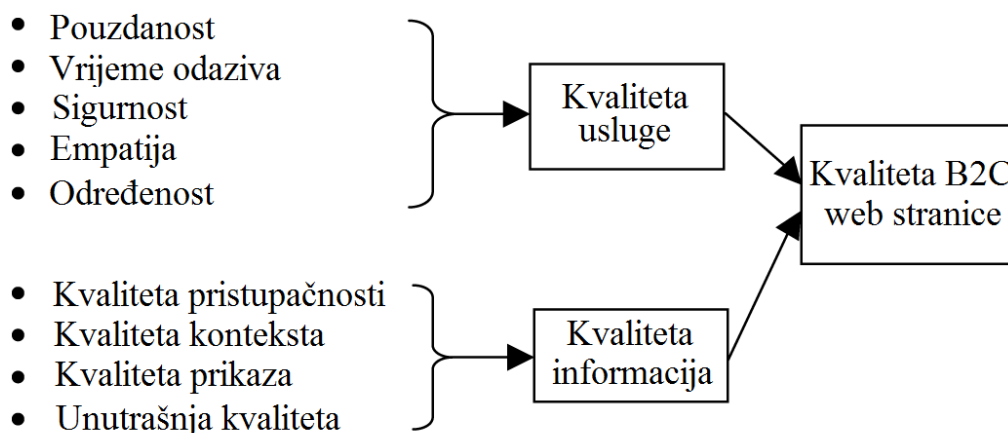 • Pouzdanost
• Vrijeme odaziva
• Sigurnost
• Empatija
• Određenost
Kvaliteta
usluge
Kvaliteta B2C
web stranice
• Kvaliteta pristupačnosti
• Kvaliteta konteksta
• Kvaliteta prikaza
• Unutrašnja kvaliteta
Kvaliteta
informacija